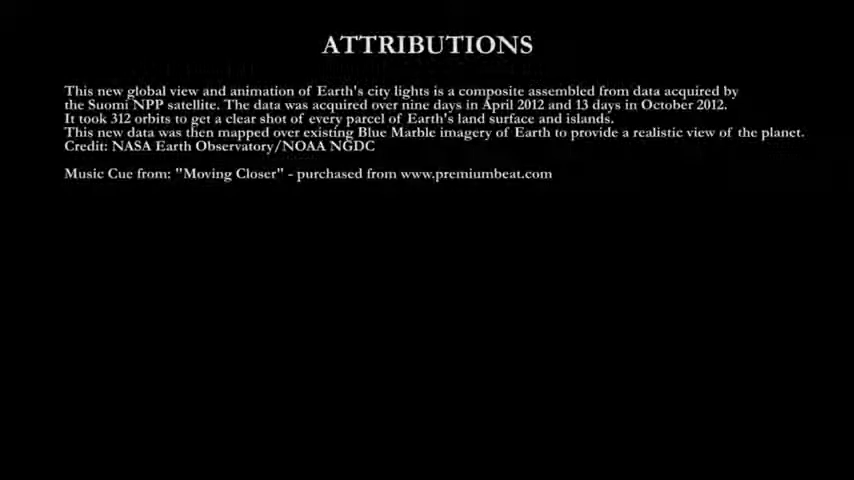 ATTRIBUTIONS
This new global view and animation of Earth's city lights is a composite assembled from data acquired by
the Suomi NPP satellite. The data was acquired over nine days in April 2012 and 13 days in October 2012.
It took 312 orbits to get a clear shot of every parcel of Earth's land surface and islands.
This new data was then mapped over existing Blue Marble imagery of Earth to provide a realistic view of the planet.
Credit: NASA Earth Observatory/NOAA NGDC
Music Cue from: "Moving Closer" - purchased from www.premiumbeat.com